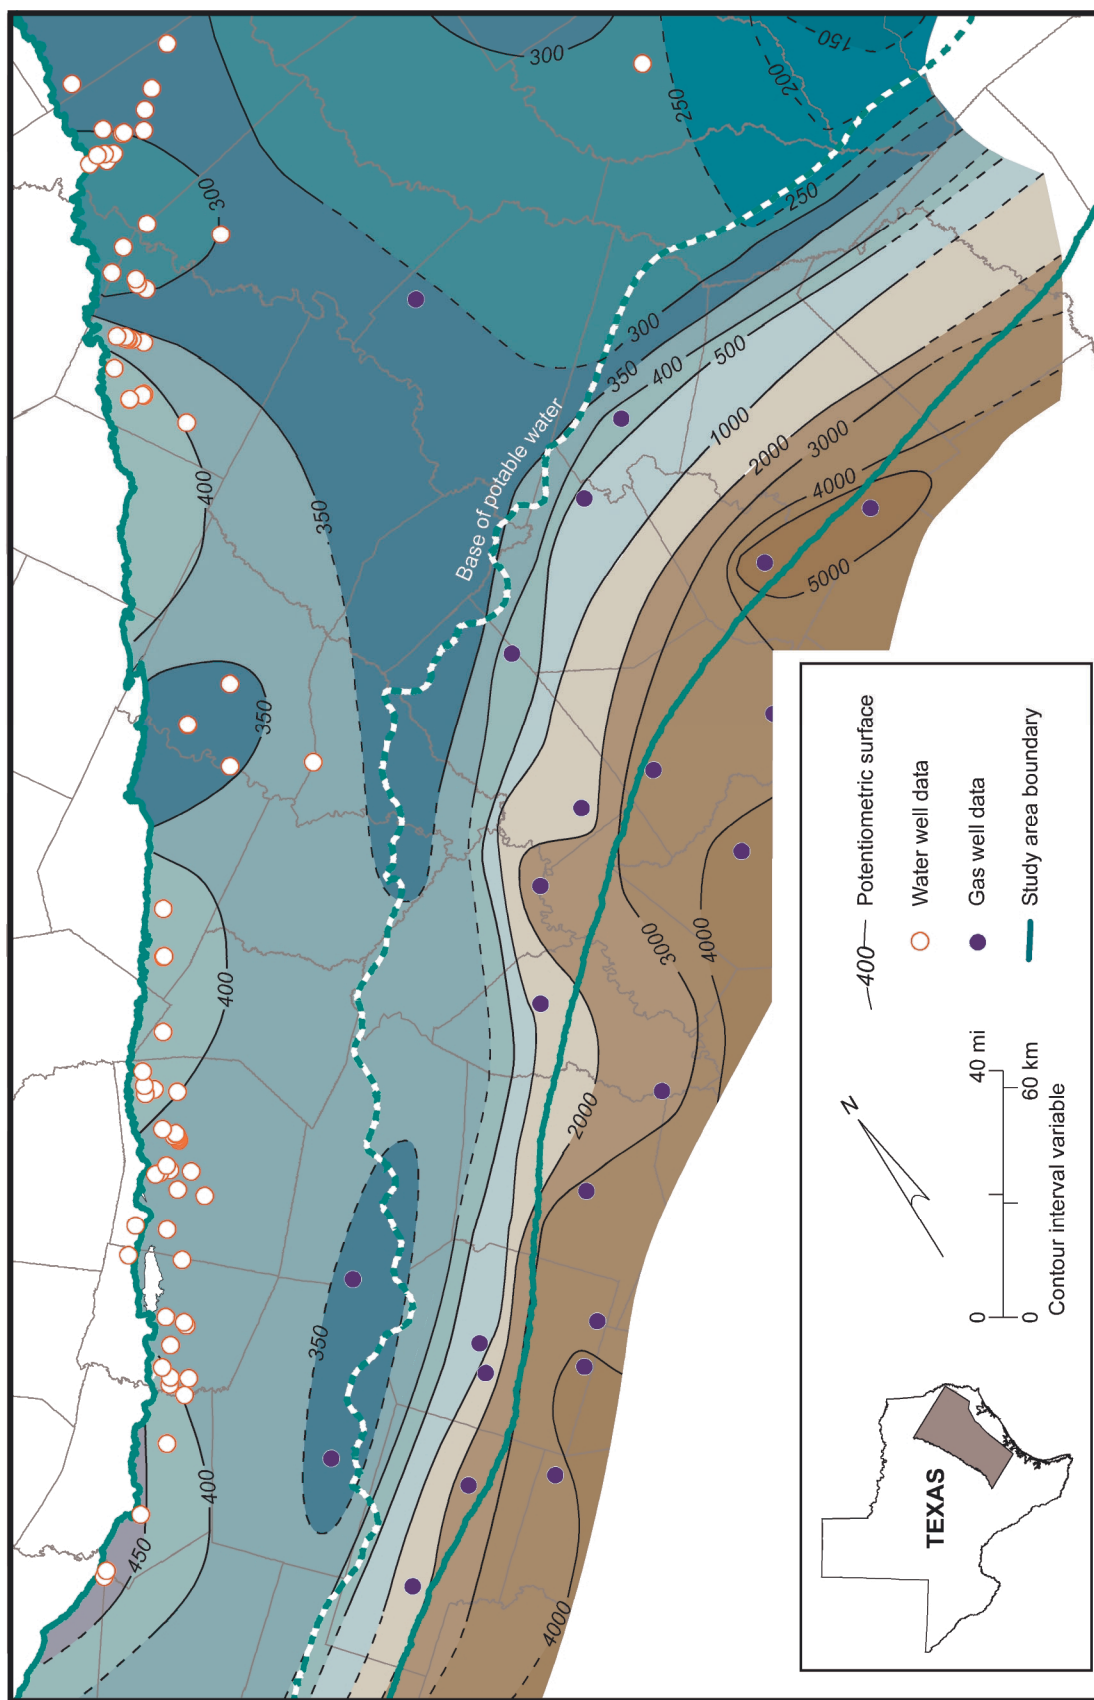 300
150
200
250
250
300
300
350
400
500
1000
2000
3000
4000
5000
400
350
Base of potable water
350
400
3000
4000
2000
350
400
450
4000
400 Potentiometric surface
Water well data
Gas well data
Study area boundary
N
0 40 mi
0 60 km
Contour interval variable
TEXAS